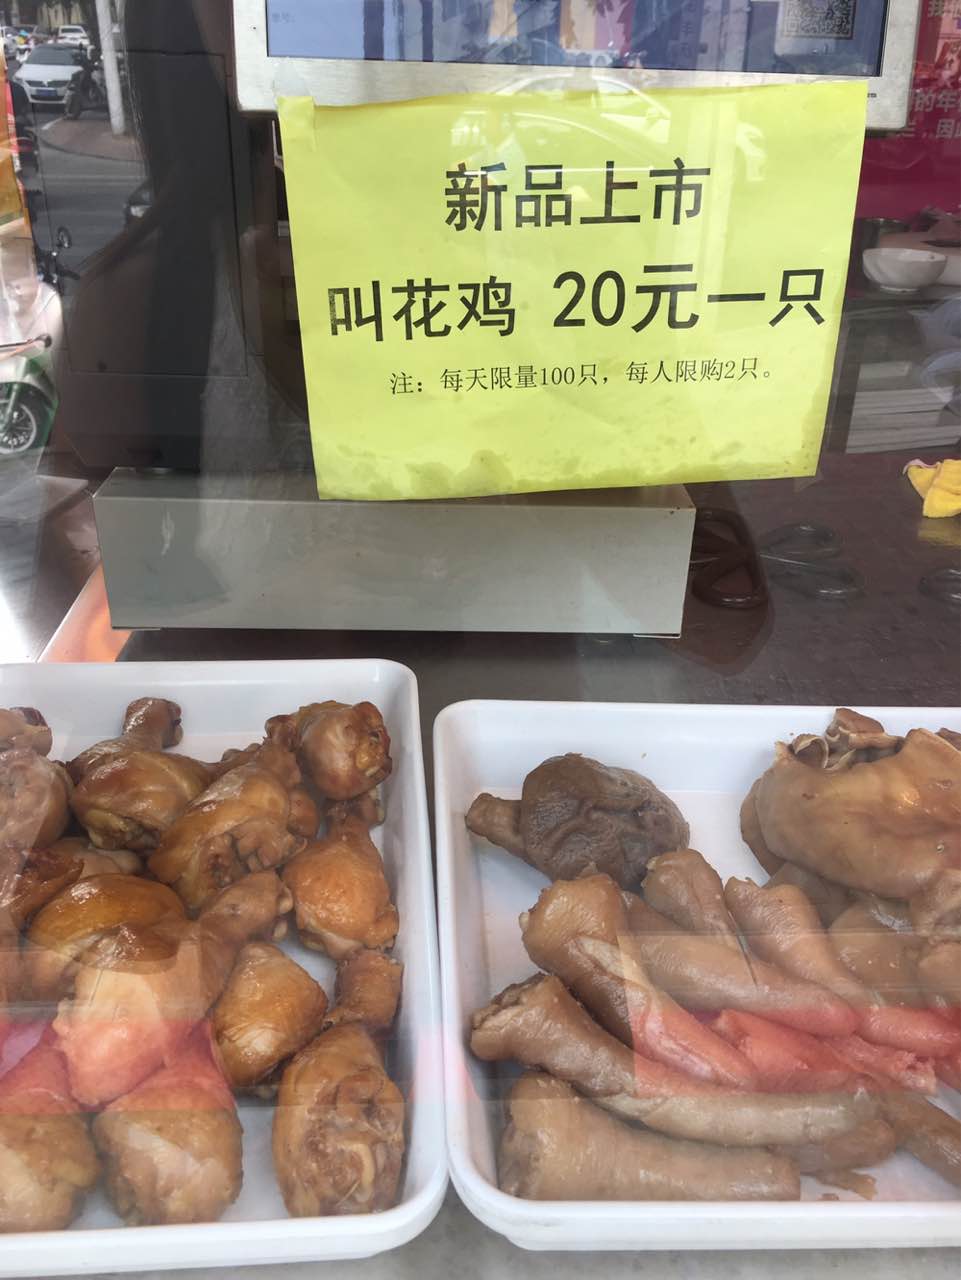 新品上市
叫花鸡 20元一只
注：每天限量100只，每人限购2只。